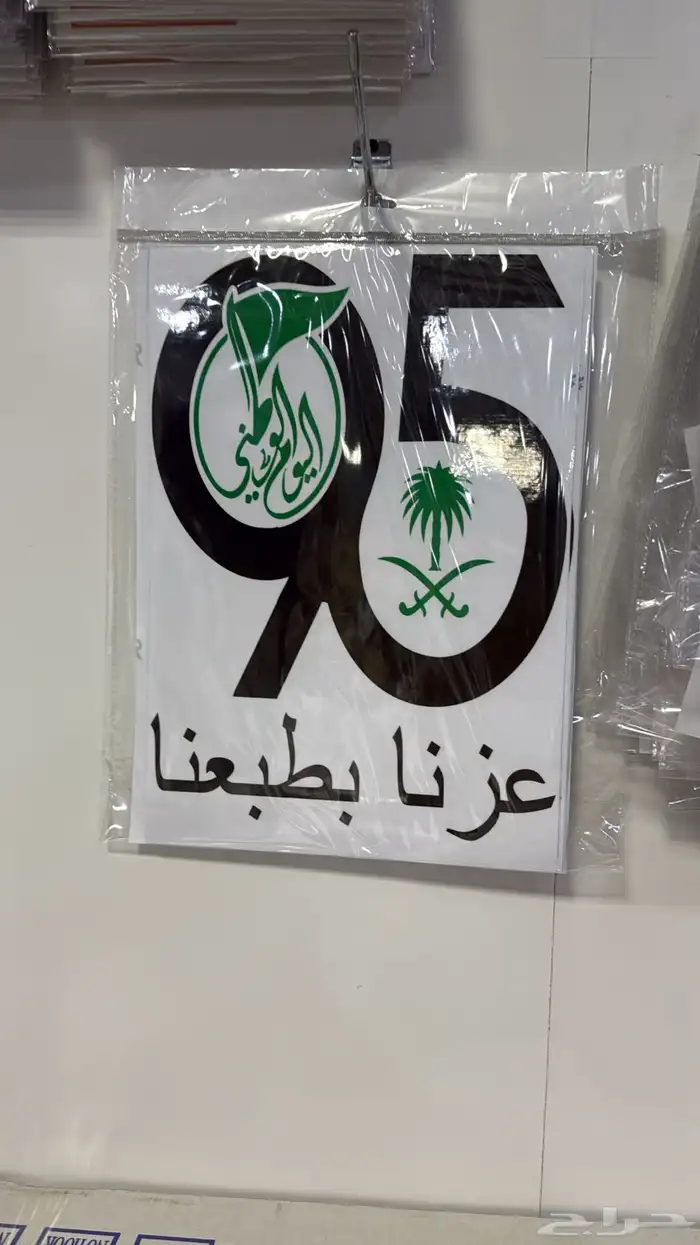 95
اليوم الوطني
عزنا بطبعنا
حراج